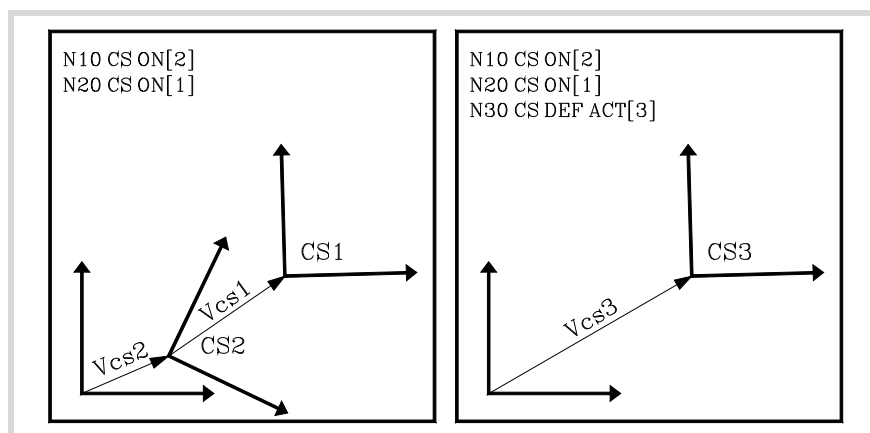 N10 CS ON[2]
N20 CS ON[1]
CS1
Vcs1
CS2
Vcs2
N10 CS ON[2]
N20 CS ON[1]
N30 CS DEF ACT[3]
CS3
Vcs3